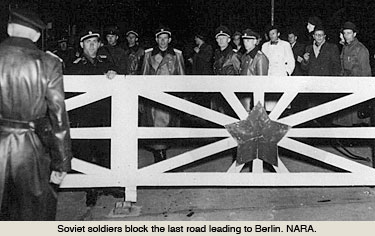 Soviet soldiers block the last road leading to Berlin. NARA.